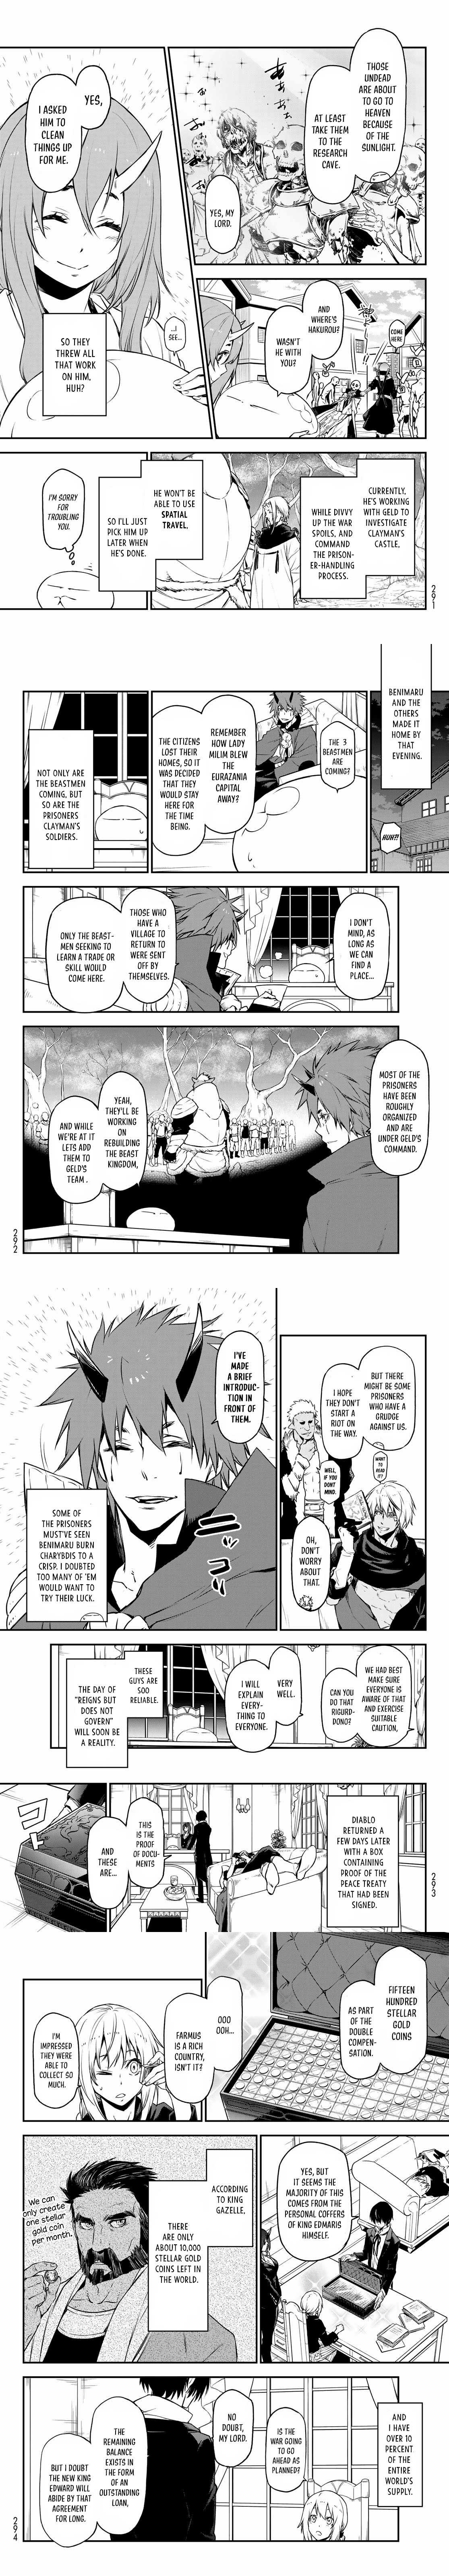 THOSE
UNDEAD
ARE ABOUT
TO GO TO
HEAVEN
BECAUSE
OF THE
SUNLIGHT.
AT LEAST
TAKE THEM
TO THE
RESEARCH
CAVE.
YES, MY
LORD.
YES,
I ASKED
HIM TO
CLEAN
THINGS UP
FOR ME.
SO THEY
THREW ALL
THAT WORK
ON HIM,
HUH?
COME
HERE
AND
WHERE'S
HAKUROU?
WASN'T
HE WITH
YOU?
...I
SEE...
CURRENTLY,
HE'S WORKING
WITH GELD TO
INVESTIGATE
CLAYMAN'S
CASTLE,
WHILE DIVVY
UP THE WAR
SPOILS, AND
COMMAND
THE PRISON-
ER-HANDLING
PROCESS.
HE WON'T BE
ABLE TO USE
SPATIAL
TRAVEL,
SO I'LL JUST
PICK HIM UP
LATER WHEN
HE'S DONE.
I'M SORRY
FOR
TROUBLING
YOU.
291
BENIMARU
AND THE
OTHERS
MADE IT
HOME BY
THAT
EVENING.
HUH?!
THE 3
BEASTMEN
ARE
COMING?
REMEMBER
HOW LADY
MILIM BLEW
THE
EURAZANIA
CAPITAL
AWAY?
THE CITIZENS
LOST THEIR
HOMES, SO IT
WAS DECIDED
THAT THEY
WOULD STAY
HERE FOR
THE TIME
BEING.
NOT ONLY ARE
THE BEASTMEN
COMING, BUT
SO ARE THE
PRISONERS
CLAYMAN'S
SOLDIERS.
I DON'T
MIND, AS
LONG AS
WE CAN
FIND A
PLACE...
THOSE WHO
HAVE A
VILLAGE TO
RETURN TO
WERE SENT
OFF BY
THEMSELVES.
ONLY THE BEAST-
MEN SEEKING TO
LEARN A TRADE OR
SKILL WOULD
COME HERE.
MOST OF THE
PRISONERS
HAVE BEEN
ROUGHLY
ORGANIZED
AND ARE
UNDER GELD'S
COMMAND.
YEAH,
THEY'LL BE
WORKING
ON
REBUILDING
THE BEAST
KINGDOM,
AND WHILE
WE'RE AT IT
LETS ADD
THEM TO
GELD'S
TEAM .
292
BUT THERE
MIGHT BE SOME
PRISONERS
WHO HAVE A
GRUDGE
AGAINST US.
I HOPE
THEY DON'T
START A
RIOT ON
THE WAY.
WANT
TO
READ
IT?
WELL,
IF YOU
DONT
MIND.
OH,
DON'T
WORRY
ABOUT
THAT.
I'VE
MADE
A BRIEF
INTRODUC-
TION IN
FRONT OF
THEM.
SOME OF
THE PRISONERS
MUST'VE SEEN
BENIMARU BURN
CHARYBDIS TO A
CRISP. I DOUBTED
TOO MANY OF 'EM
WOULD WANT TO
TRY THEIR LUCK.
WE HAD BEST
MAKE SURE
EVERYONE IS
AWARE OF THAT
AND EXERCISE
SUITABLE
CAUTION,
CAN YOU
DO THAT
RIGURD-
DONO?
VERY
WELL.
I WILL
EXPLAIN
EVERY-
THING TO
EVERYONE.
THESE
GUYS ARE
SOO
RELIABLE.
THE DAY OF
"REIGNS BUT
DOES NOT
GOVERN"
WILL SOON BE
A REALITY.
DIABLO
RETURNED A
FEW DAYS LATER
WITH A BOX
CONTAINING
PROOF OF THE
PEACE TREATY
THAT HAD BEEN
SIGNED.
THIS
IS THE
PROOF
OF DOCU-
MENTS
AND
THESE
ARE...
293
FIFTEEN
HUNDRED
STELLAR
GOLD
COINS
AS PART
OF THE
DOUBLE
COMPEN-
SATION.
OOO
OOH...
FARMUS
IS A RICH
COUNTRY,
ISN'T IT?
I'M
IMPRESSED
THEY WERE
ABLE TO
COLLECT SO
MUCH.
YES, BUT
IT SEEMS THE
MAJORITY OF THIS
COMES FROM THE
PERSONAL COFFERS
OF KING EDMARIS
HIMSELF.
ACCORDING
TO KING
GAZELLE,
THERE
ARE ONLY
ABOUT 10,000
STELLAR GOLD
COINS LEFT IN
THE WORLD.
We can
only create
one stellar
gold coin
per month.
AND
I HAVE
OVER 10
PERCENT
OF THE
ENTIRE
WORLD'S
SUPPLY.
IS THE
WAR GOING
TO GO
AHEAD AS
PLANNED?
NO
DOUBT,
MY LORD.
THE
REMAINING
BALANCE
EXISTS IN
THE FORM
OF AN
OUTSTANDING
LOAN,
BUT I DOUBT
THE NEW KING
EDWARD WILL
ABIDE BY THAT
AGREEMENT
FOR LONG.
294